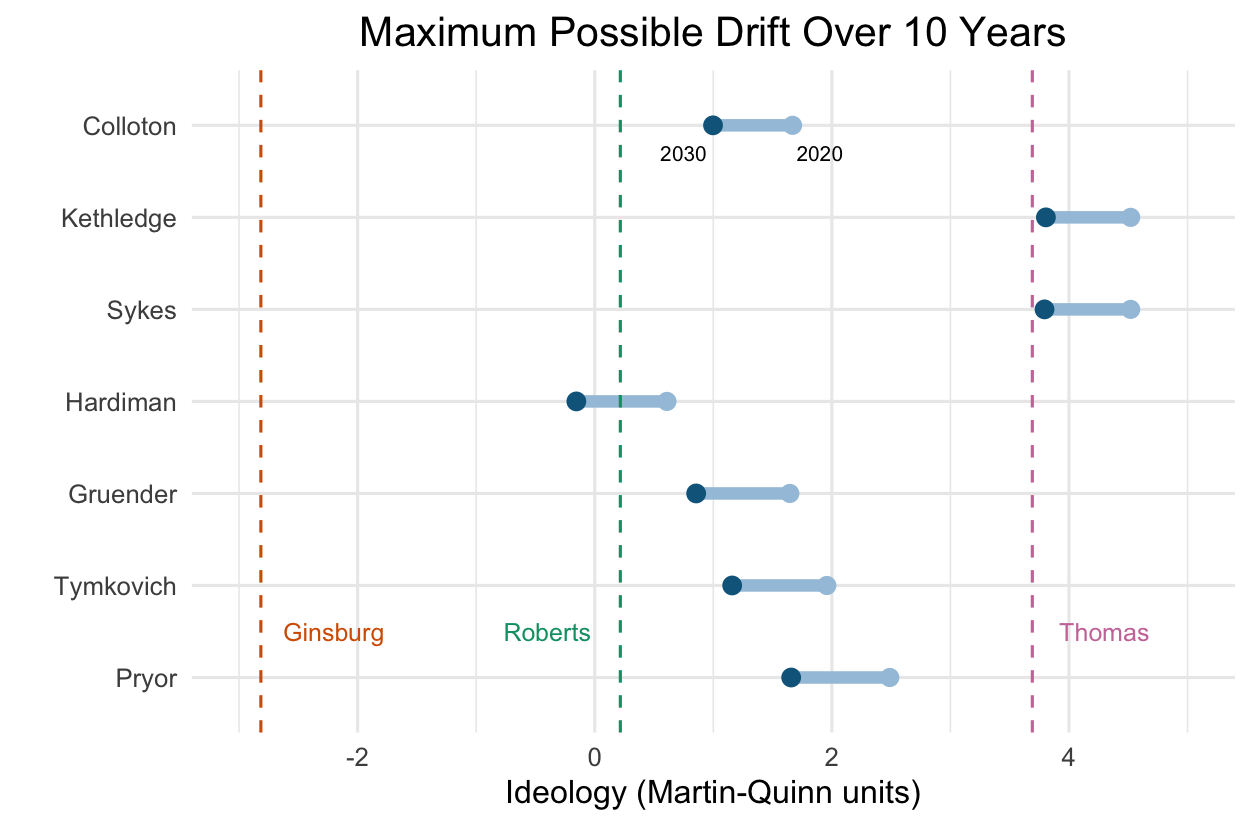 Maximum Possible Drift Over 10 Years
Colloton
2030
2020
Kethledge
Sykes
Hardiman
Gruender
Tymkovich
Ginsburg
Roberts
Thomas
Pryor
-2
0
2
4
Ideology (Martin-Quinn units)